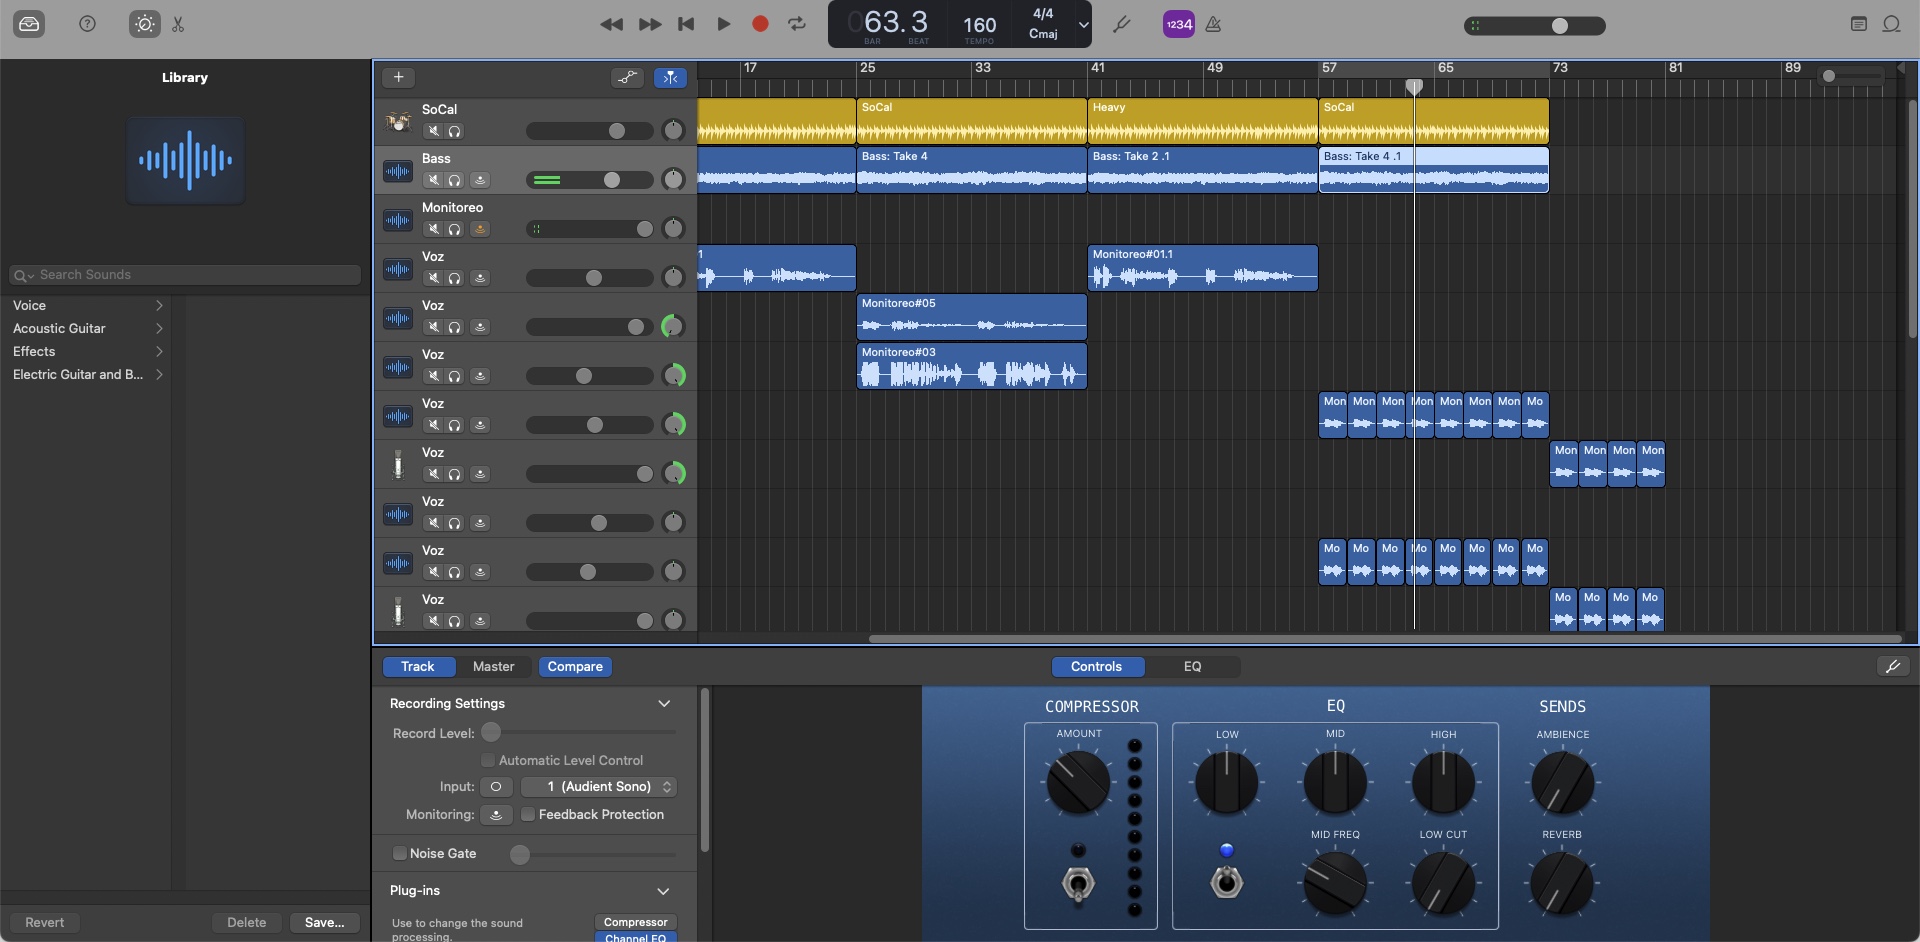 063.3
BAR BEAT
160
TEMPO
4/4
Cmaj
1234
Library
Search Sounds
Voice
Acoustic Guitar
Effects
Electric Guitar and B...
Revert
Delete
Save...
17 25 33 41 49 57 65 73 81 89
SoCal
SoCal
Heavy
SoCal
Bass
Bass: Take 4
Bass: Take 2 .1
Bass: Take 4 .1
Monitoreo
Voz
1
Monitoreo#01.1
Voz
Monitoreo#05
Voz
Monitoreo#03
Voz
Mon Mon Mon Mon Mon Mon Mon Mo
Voz
Mon Mon Mon Mon
Voz
Voz
Mo Mo Mo Mo Mo Mo Mo Mo
Voz
Mo Mo Mo Mo
Track
Master
Compare
Controls
EQ
Recording Settings
Record Level:
Automatic Level Control
Input:
1 (Audient Sono)
Monitoring:
Feedback Protection
Noise Gate
Plug-ins
Use to change the sound
processing.
Compressor
Channel EQ
COMPRESSOR
AMOUNT
EQ
LOW
MID
HIGH
MID FREQ
LOW CUT
SENDS
AMBIENCE
REVERB